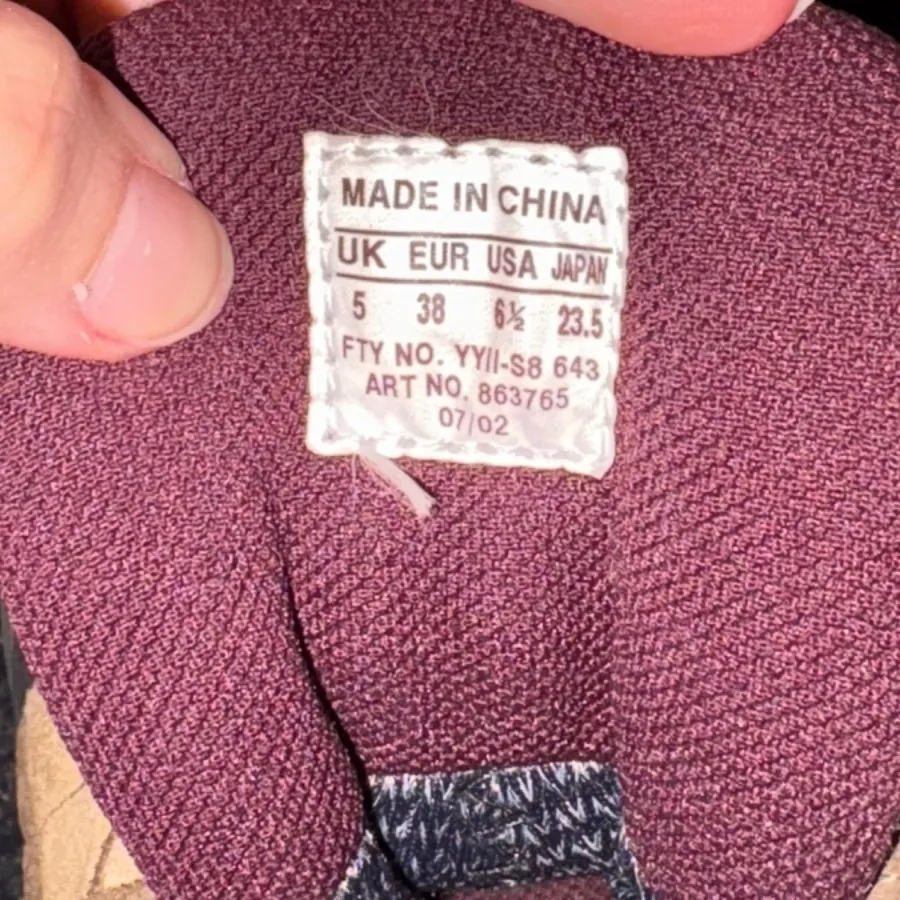 MADE IN CHINA
UK EUR USA JAPAN
5 38 6½ 23.5
FTY NO. YYII-S8 643
ART NO. 863765
07/02